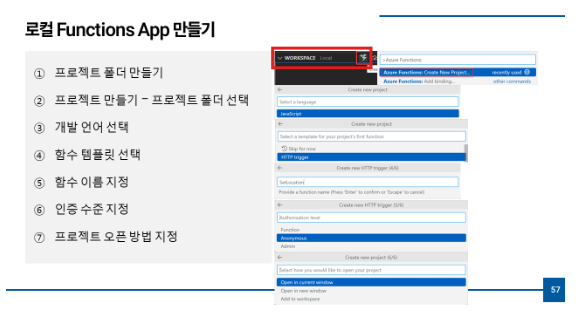 로컬 Functions App 만들기
① 프로젝트 폴더 만들기
② 프로젝트 만들기 – 프로젝트 폴더 선택
③ 개발 언어 선택
④ 함수 템플릿 선택
⑤ 함수 이름 지정
⑥ 인증 수준 지정
⑦ 프로젝트 오픈 방법 지정
WORKSPACE Local
Azure Functions
Azure Functions: Create New Project... recently used
Azure Functions: Add binding... other commands
Create new project
Select a language
JavaScript
Create new project
Select a template for your project's first function
Skip for now
HTTP trigger
Create new HTTP trigger (4/6)
SetLocation
Provide a function name (Press 'Enter' to confirm or 'Escape' to cancel)
Create new HTTP trigger (5/6)
Authorization level
Function
Anonymous
Admin
Create new project (6/6)
Select how you would like to open your project
Open in current window
Open in new window
Add to workspace
57